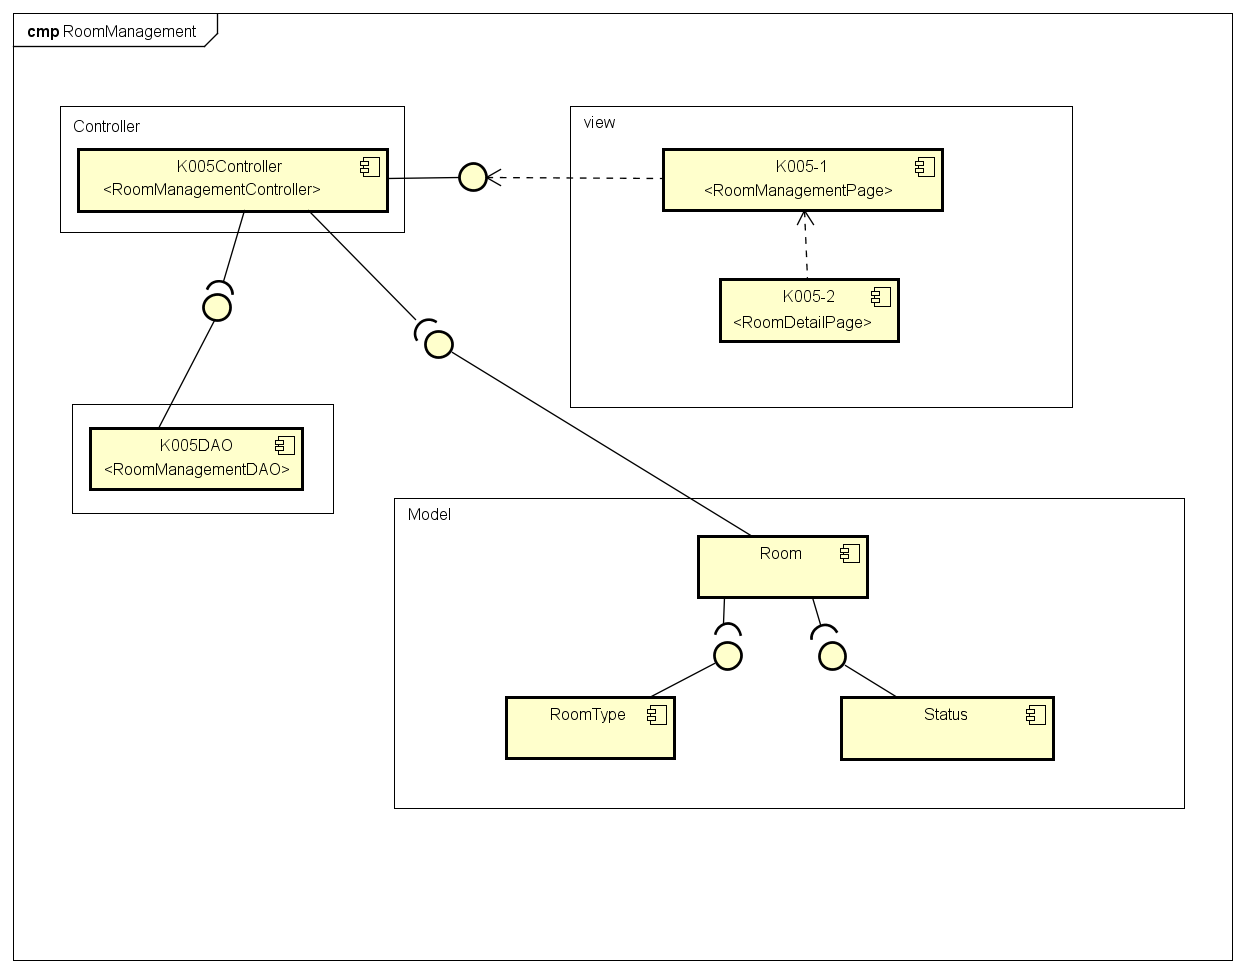 cmp RoomManagement
Controller
K005Controller
<RoomManagementController>
view
K005-1
<RoomManagementPage>
K005-2
<RoomDetailPage>
K005DAO
<RoomManagementDAO>
Model
Room
RoomType
Status